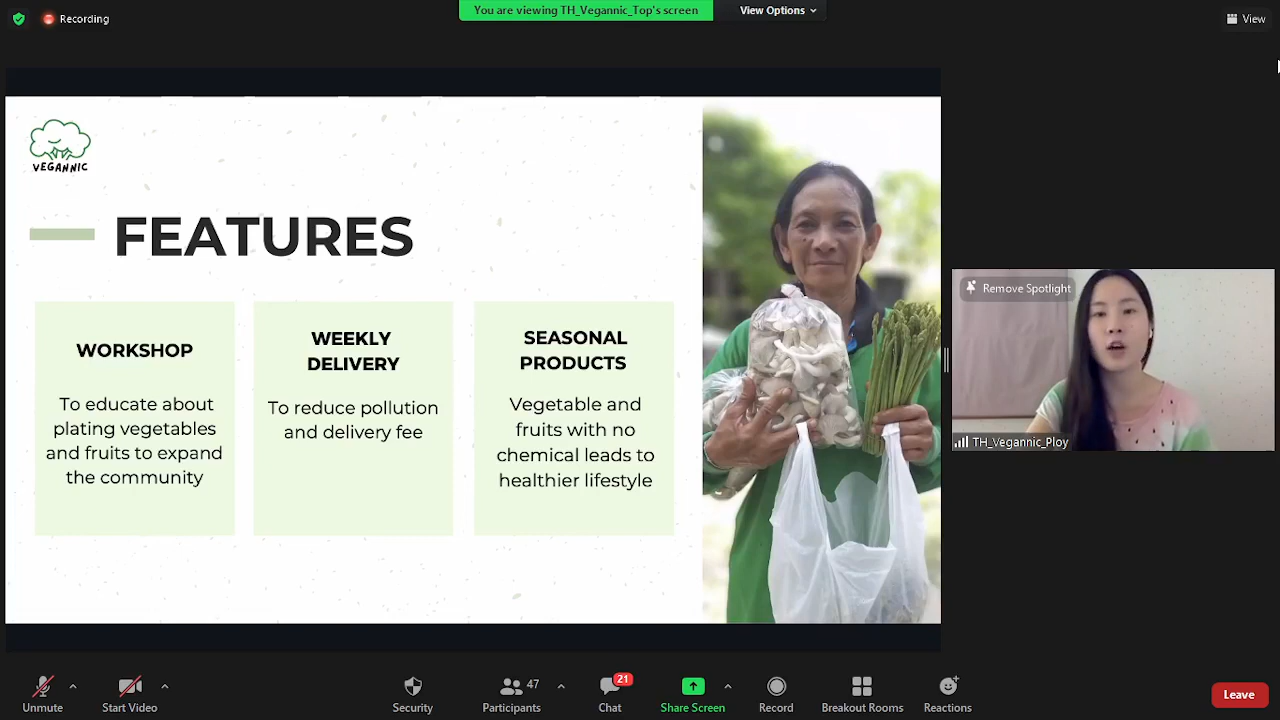 Recording
You are viewing TH_Vegannic_Top's screen
View Options
View
VEGANNIC
FEATURES
WORKSHOP
To educate about
plating vegetables
and fruits to expand
the community
WEEKLY
DELIVERY
To reduce pollution
and delivery fee
SEASONAL
PRODUCTS
Vegetable and
fruits with no
chemical leads to
healthier lifestyle
Remove Spotlight
TH_Vegannic_Ploy
Unmute
Start Video
Security
47
Participants
21
Chat
Share Screen
Record
Breakout Rooms
Reactions
Leave